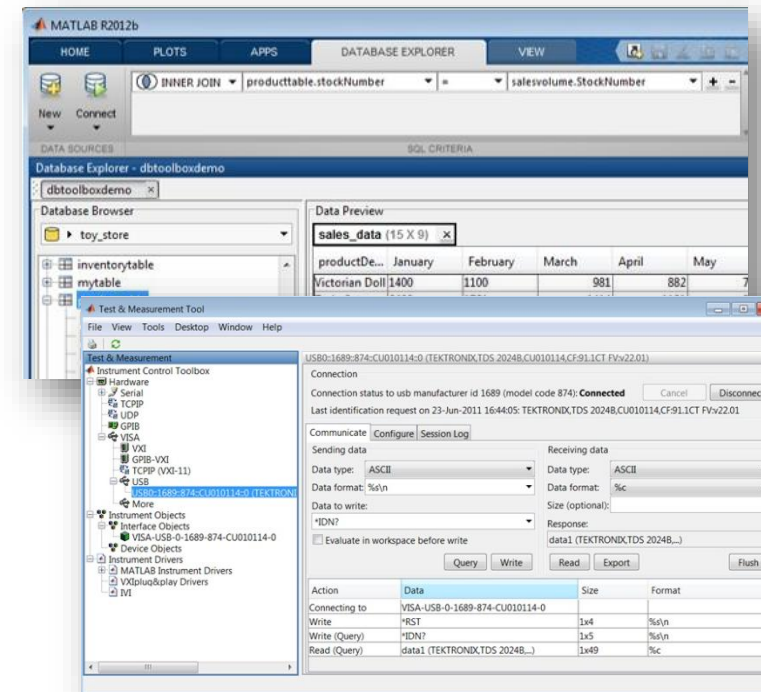 MATLAB R2012b
HOME PLOTS APPS DATABASE EXPLORER VIEW
INNER JOIN producttable.stockNumber = salesvolume.StockNumber + -
New Connect
DATA SOURCES SQL CRITERIA
Database Explorer - dbtoolboxdemo
dbtoolboxdemo ×
Database Browser Data Preview
toy_store sales_data (15 X 9) ×
inventorytable productDe... January February March April May
mytable Victorian Doll 1400 1100 981 882 7
Test & Measurement Tool
File View Tools Desktop Window Help
Test & Measurement
Instrument Control Toolbox
Hardware
Serial
TCPIP
UDP
GPIB
VISA
VXI
GPIB-VXI
TCPIP (VXI-11)
USB
USB0::1689::874::CU010114::0 (TEKTRONI
More
Instrument Objects
Interface Objects
VISA-USB-0-1689-874-CU010114-0
Device Objects
Instrument Drivers
MATLAB Instrument Drivers
VXIplug&play Drivers
IVI
USB0::1689::874::CU010114::0 (TEKTRONIX,TDS 2024B,CU010114,CF:91.1CT FV:v22.01)
Connection
Connection status to usb manufacturer id 1689 (model code 874): Connected Cancel Disconnec
Last identification request on 23-Jun-2011 16:44:05: TEKTRONIX,TDS 2024B,CU010114,CF:91.1CT FV:v22.01
Communicate Configure Session Log
Sending data Receiving data
Data type: ASCII Data type: ASCII
Data format: %s\n Data format: %c
Data to write: Size (optional):
*IDN? Response:
Evaluate in workspace before write data1 (TEKTRONIX,TDS 2024B,...)
Query Write Read Export Flush
Action Data Size Format
Connecting to VISA-USB-0-1689-874-CU010114-0
Write *RST 1x4 %s\n
Write (Query) *IDN? 1x5 %s\n
Read (Query) data1 (TEKTRONIX,TDS 2024B,...) 1x49 %c